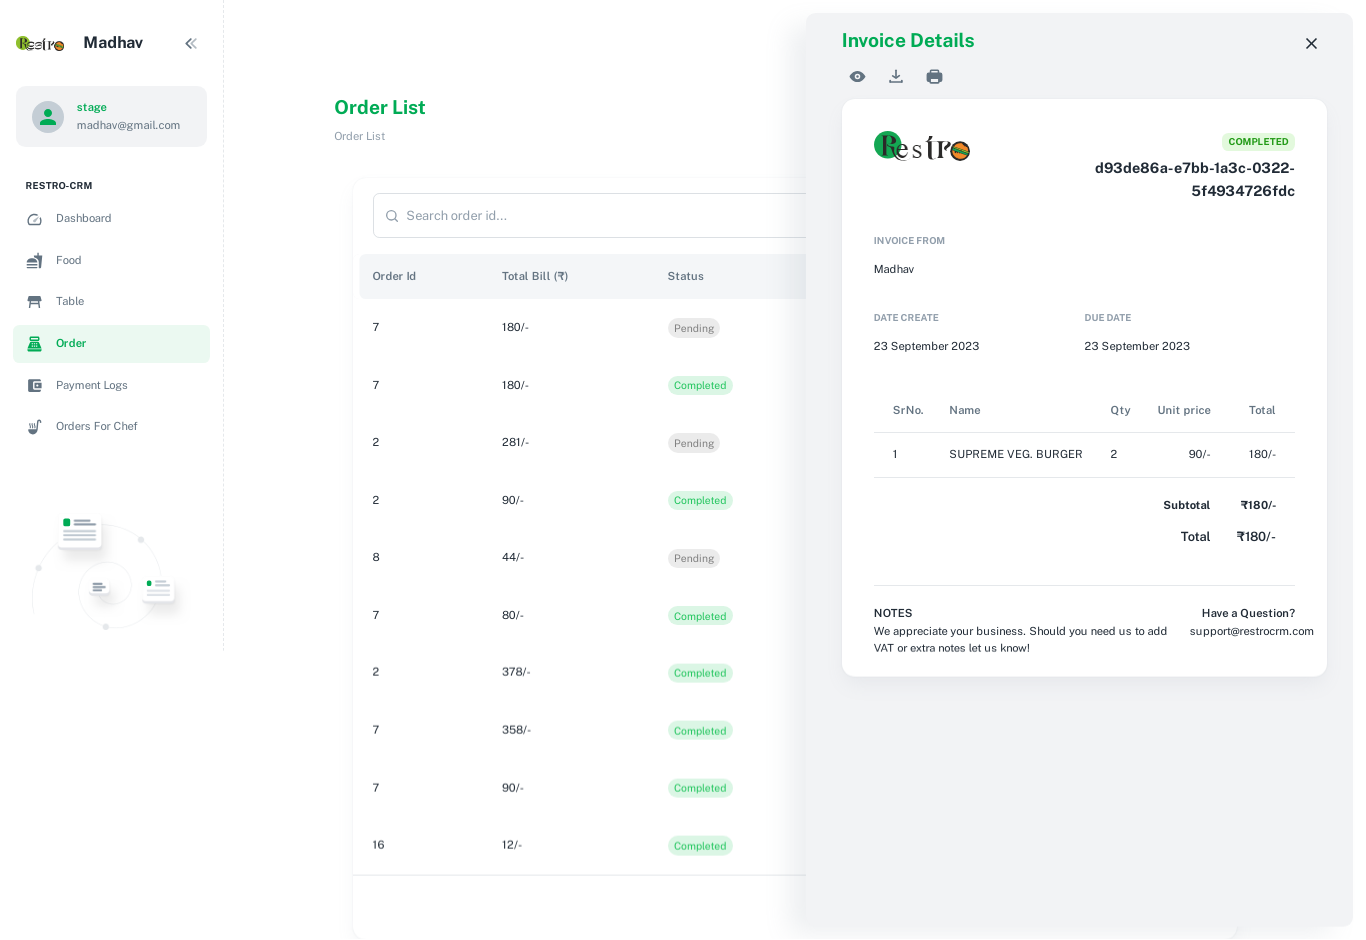 Restro
Madhav
stage
madhav@gmail.com
RESTRO-CRM
Dashboard
Food
Table
Order
Payment Logs
Orders For Chef
Order List
Order List
Search order id...
Order Id Total Bill (₹) Status
7 180/- Pending
7 180/- Completed
2 281/- Pending
2 90/- Completed
8 44/- Pending
7 80/- Completed
2 378/- Completed
7 358/- Completed
7 90/- Completed
16 12/- Completed
Invoice Details
Restro
COMPLETED
d93de86a-e7bb-1a3c-0322-
5f4934726fdc
INVOICE FROM
Madhav
DATE CREATE DUE DATE
23 September 2023 23 September 2023
SrNo. Name Qty Unit price Total
1 SUPREME VEG. BURGER 2 90/- 180/-
Subtotal ₹180/-
Total ₹180/-
NOTES
We appreciate your business. Should you need us to add
VAT or extra notes let us know!
Have a Question?
support@restrocrm.com